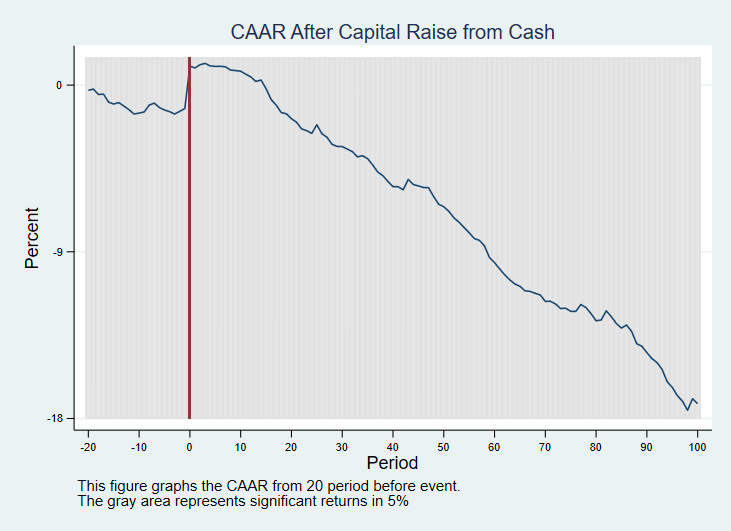 CAAR After Capital Raise from Cash
Percent
0
-9
-18
-20 -10 0 10 20 30 40 50 60 70 80 90 100
Period
This figure graphs the CAAR from 20 period before event.
The gray area represents significant returns in 5%